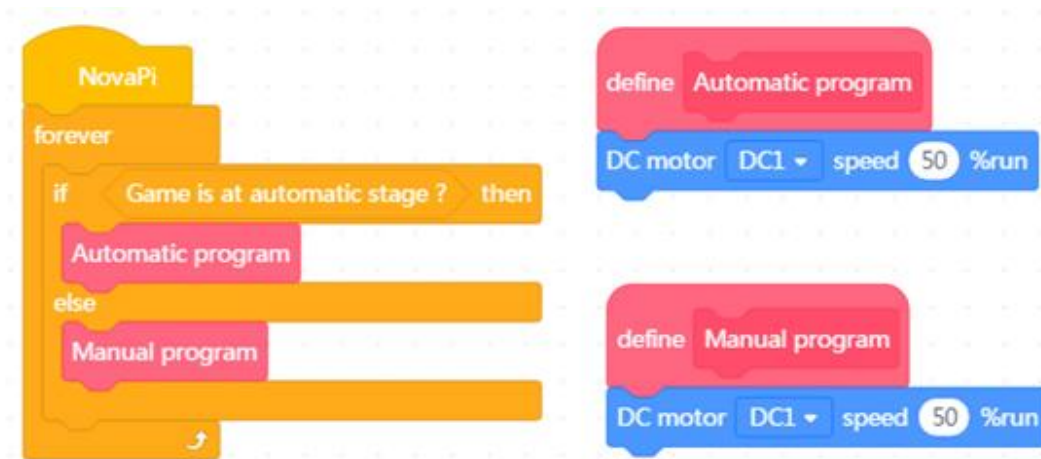 NovaPi
forever
if Game is at automatic stage ? then
Automatic program
else
Manual program
define Automatic program
DC motor DC1 speed 50 %run
define Manual program
DC motor DC1 speed 50 %run